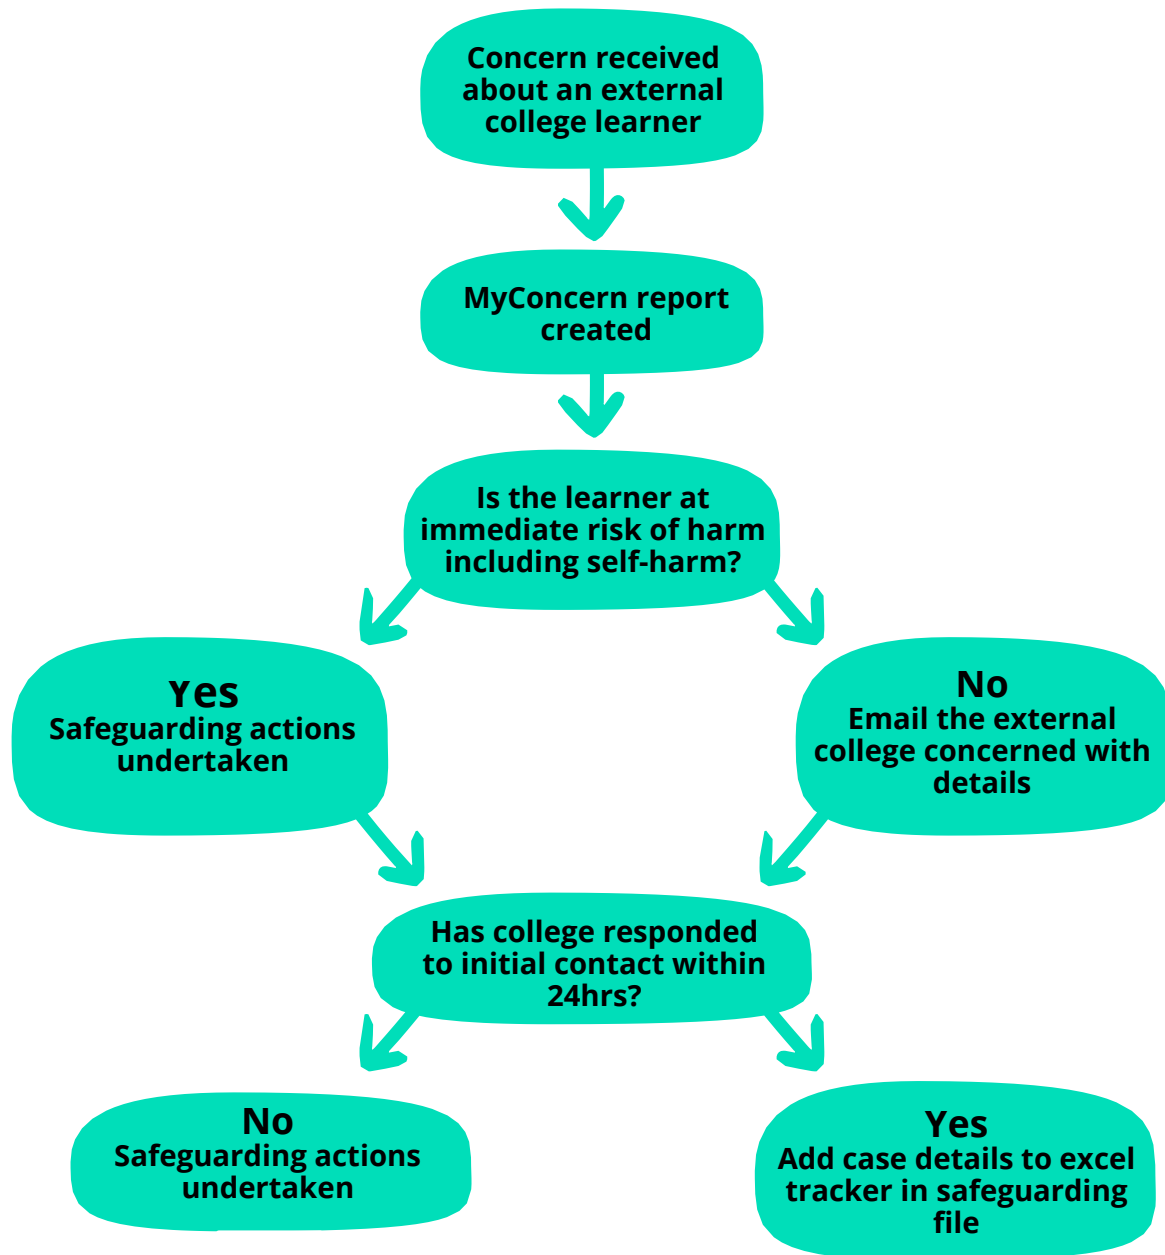 Concern received
about an external
college learner
MyConcern report
created
Is the learner at
immediate risk of harm
including self-harm?
Yes
Safeguarding actions
undertaken
No
Email the external
college concerned with
details
Has college responded
to initial contact within
24hrs?
No
Safeguarding actions
undertaken
Yes
Add case details to excel
tracker in safeguarding
file